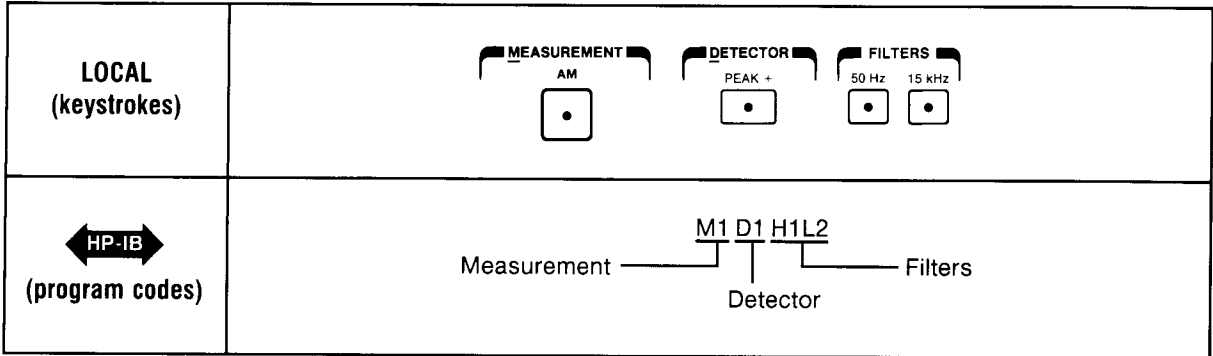 LOCAL
(keystrokes)
MEASUREMENT
AM
DETECTOR
PEAK +
FILTERS
50 Hz 15 kHz
HP-IB
(program codes)
M1 D1 H1L2
Measurement
Filters
Detector